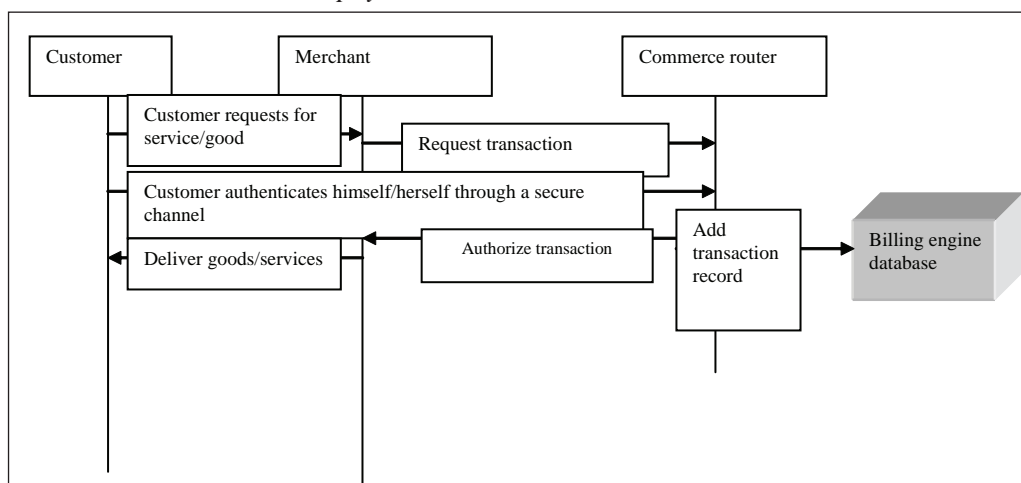 Customer
Merchant
Commerce router
Customer requests for
service/good
Request transaction
Customer authenticates himself/herself through a secure
channel
Add
transaction
record
Billing engine
database
Authorize transaction
Deliver goods/services